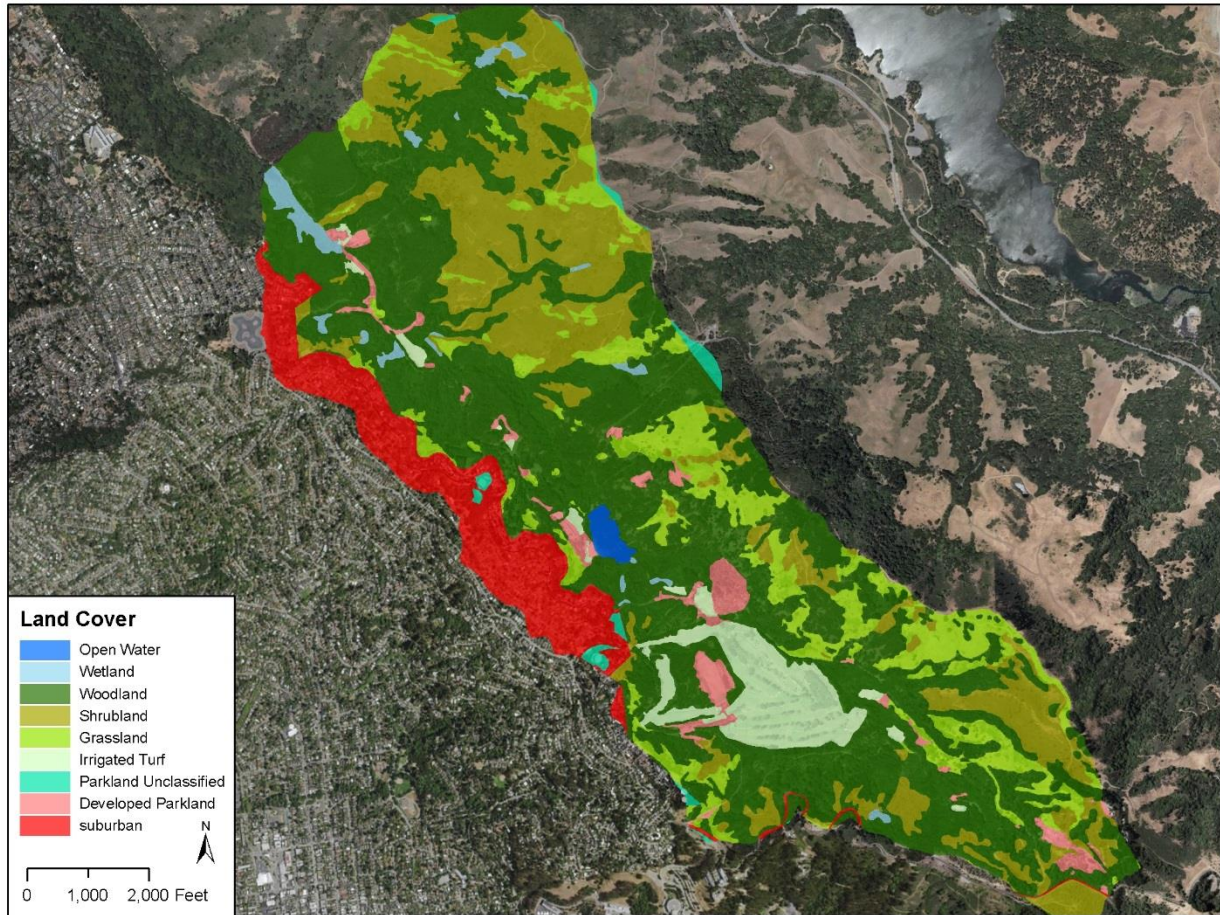 Land Cover
Open Water
Wetland
Woodland
Shrubland
Grassland
Irrigated Turf
Parkland Unclassified
Developed Parkland
suburban
N
0 1,000 2,000 Feet